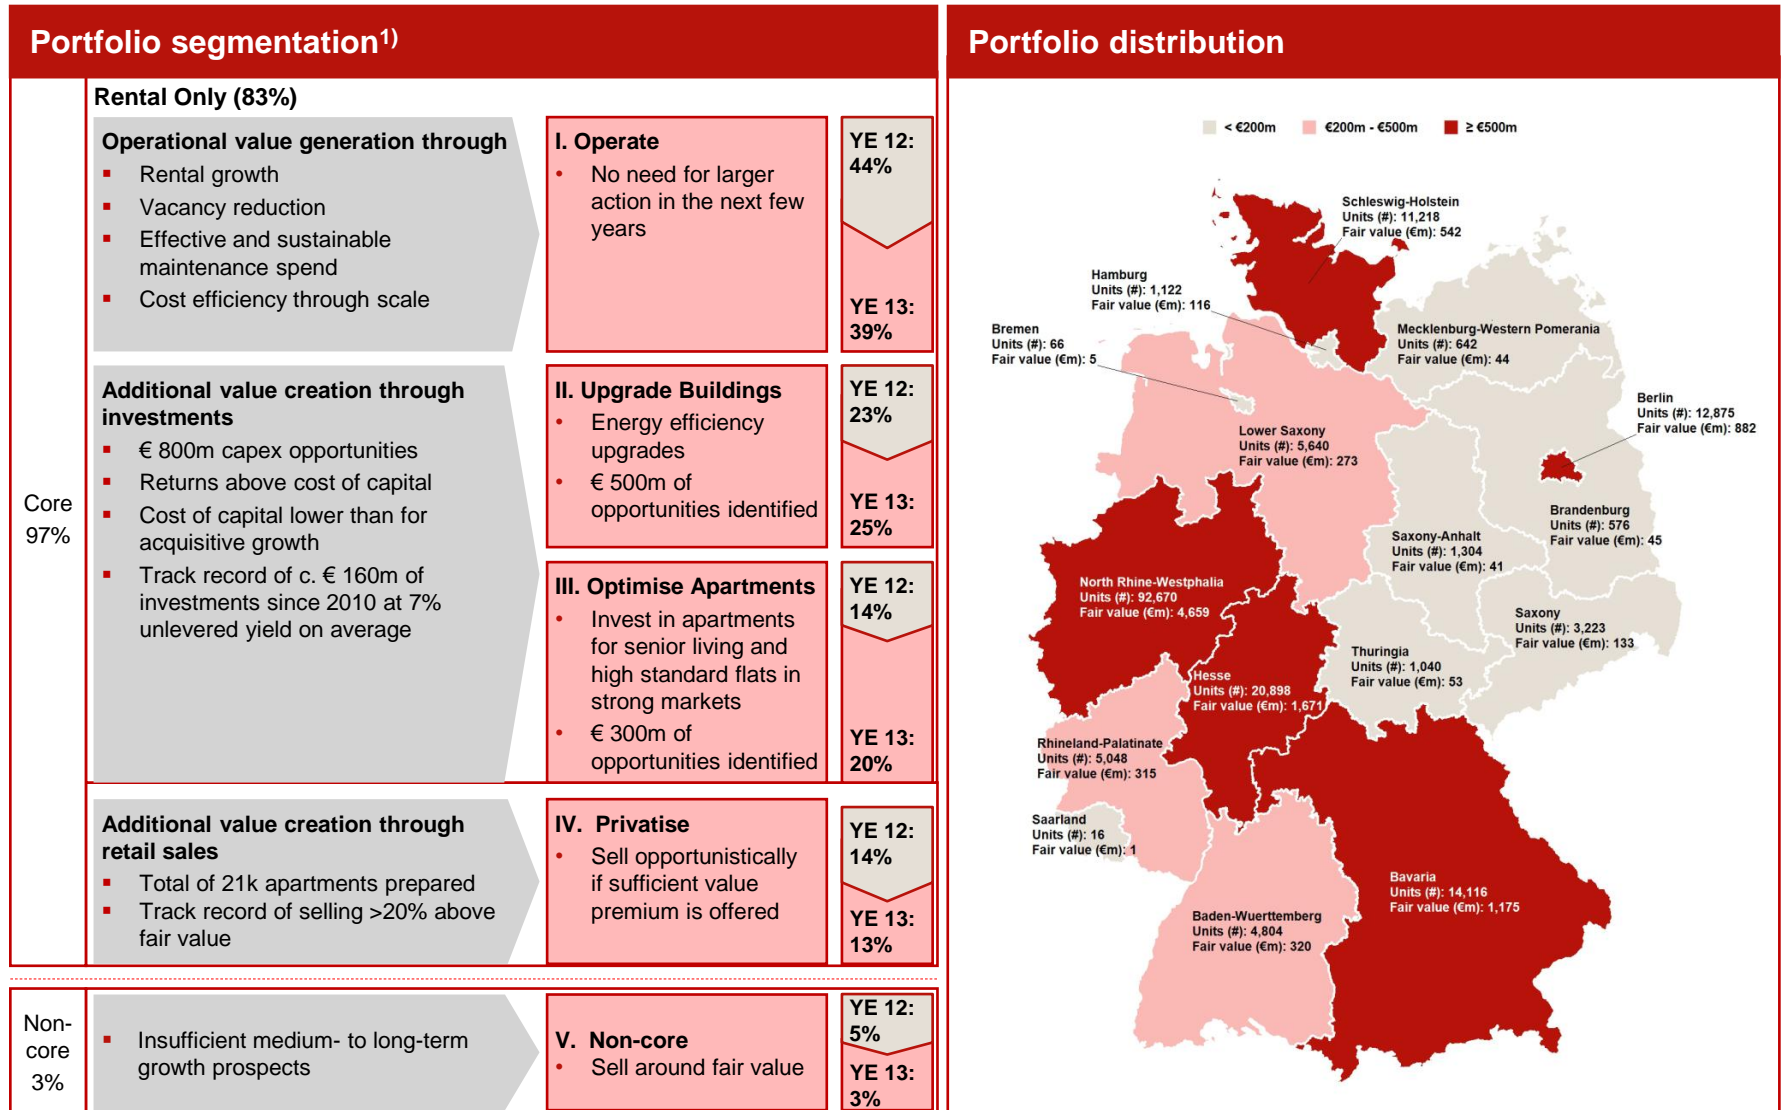 Portfolio segmentation1)
Core
97%
Rental Only (83%)
Operational value generation through
▪ Rental growth
▪ Vacancy reduction
▪ Effective and sustainable
maintenance spend
▪ Cost efficiency through scale
I. Operate
• No need for larger
action in the next few
years
YE 12:
44%
YE 13:
39%
Additional value creation through
investments
▪ € 800m capex opportunities
▪ Returns above cost of capital
▪ Cost of capital lower than for
acquisitive growth
▪ Track record of c. € 160m of
investments since 2010 at 7%
unlevered yield on average
II. Upgrade Buildings
• Energy efficiency
upgrades
• € 500m of
opportunities identified
YE 12:
23%
YE 13:
25%
III. Optimise Apartments
• Invest in apartments
for senior living and
high standard flats in
strong markets
• € 300m of
opportunities identified
YE 12:
14%
YE 13:
20%
Additional value creation through
retail sales
▪ Total of 21k apartments prepared
▪ Track record of selling >20% above
fair value
IV. Privatise
• Sell opportunistically
if sufficient value
premium is offered
YE 12:
14%
YE 13:
13%
Non-
core
3%
▪ Insufficient medium- to long-term
growth prospects
V. Non-core
• Sell around fair value
YE 12:
5%
YE 13:
3%
Portfolio distribution
< €200m
€200m - €500m
≥ €500m
Schleswig-Holstein
Units (#): 11,218
Fair value (€m): 542
Hamburg
Units (#): 1,122
Fair value (€m): 116
Bremen
Units (#): 66
Fair value (€m): 5
Mecklenburg-Western Pomerania
Units (#): 642
Fair value (€m): 44
Berlin
Units (#): 12,875
Fair value (€m): 882
Lower Saxony
Units (#): 5,640
Fair value (€m): 273
Brandenburg
Units (#): 576
Fair value (€m): 45
Saxony-Anhalt
Units (#): 1,304
Fair value (€m): 41
North Rhine-Westphalia
Units (#): 92,670
Fair value (€m): 4,659
Saxony
Units (#): 3,223
Fair value (€m): 133
Thuringia
Units (#): 1,040
Fair value (€m): 53
Hesse
Units (#): 20,898
Fair value (€m): 1,671
Rhineland-Palatinate
Units (#): 5,048
Fair value (€m): 315
Saarland
Units (#): 16
Fair value (€m): 1
Bavaria
Units (#): 14,116
Fair value (€m): 1,175
Baden-Wuerttemberg
Units (#): 4,804
Fair value (€m): 320